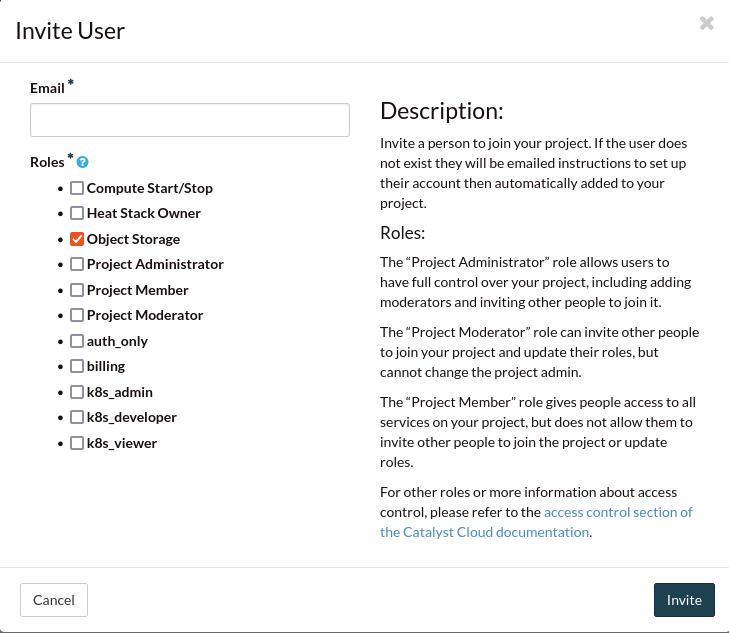 Invite User
Email *
Roles *
Compute Start/Stop
Heat Stack Owner
Object Storage
Project Administrator
Project Member
Project Moderator
auth_only
billing
k8s_admin
k8s_developer
k8s_viewer
Description:
Invite a person to join your project. If the user does
not exist they will be emailed instructions to set up
their account then automatically added to your
project.
Roles:
The “Project Administrator” role allows users to
have full control over your project, including adding
moderators and inviting other people to join it.
The “Project Moderator” role can invite other people
to join your project and update their roles, but
cannot change the project admin.
The “Project Member” role gives people access to all
services on your project, but does not allow them to
invite other people to join the project or update
roles.
For other roles or more information about access
control, please refer to the access control section of
the Catalyst Cloud documentation.
Cancel
Invite